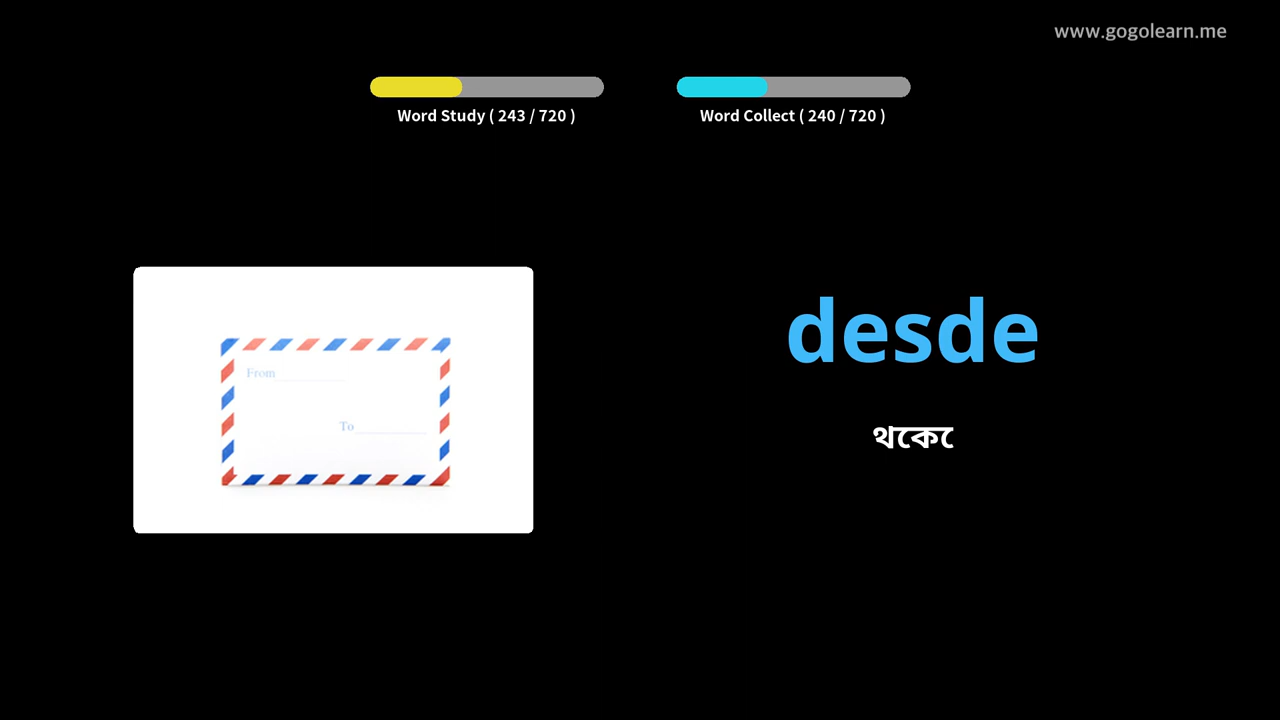 www.gogolearn.me
Word Study ( 243 / 720 )
Word Collect ( 240 / 720 )
From
To
desde
থেকে